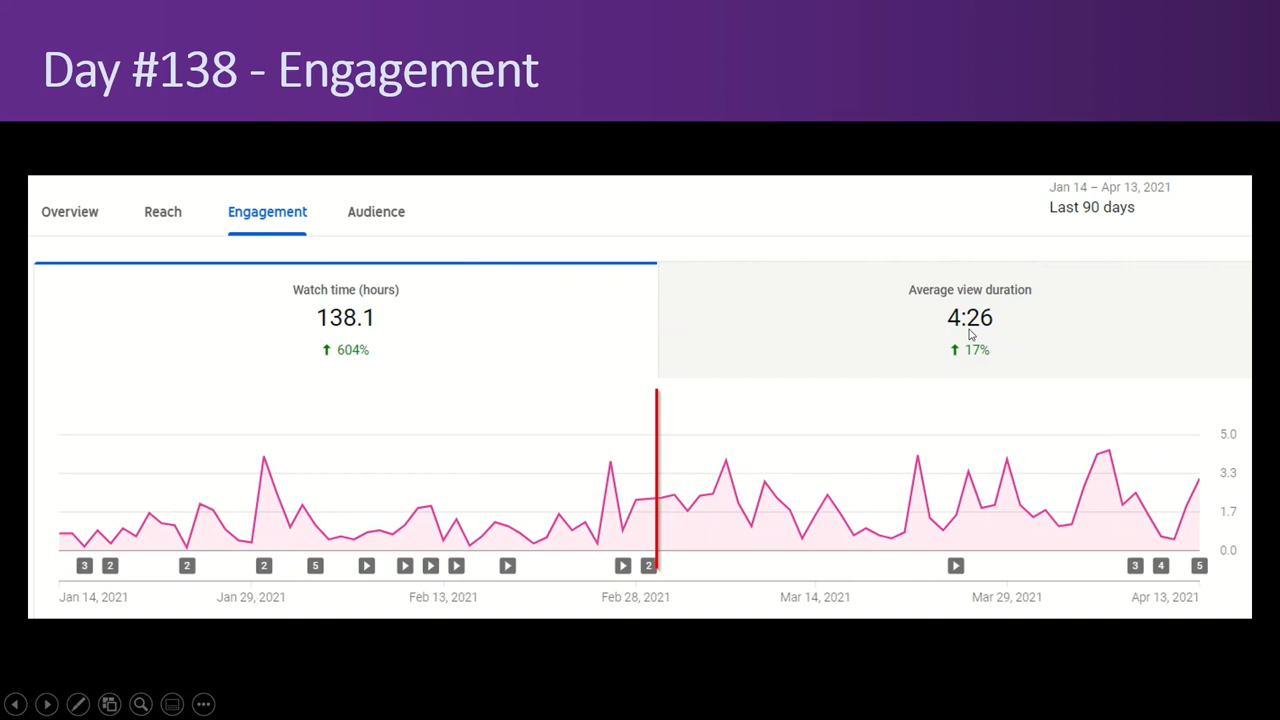 Day #138 - Engagement
Jan 14 – Apr 13, 2021
Last 90 days
Overview Reach Engagement Audience
Watch time (hours)
138.1
604%
Average view duration
4:26
17%
5.0
3.3
1.7
0.0
3 2 2 2 5 2 3 4 5
Jan 14, 2021 Jan 29, 2021 Feb 13, 2021 Feb 28, 2021 Mar 14, 2021 Mar 29, 2021 Apr 13, 2021